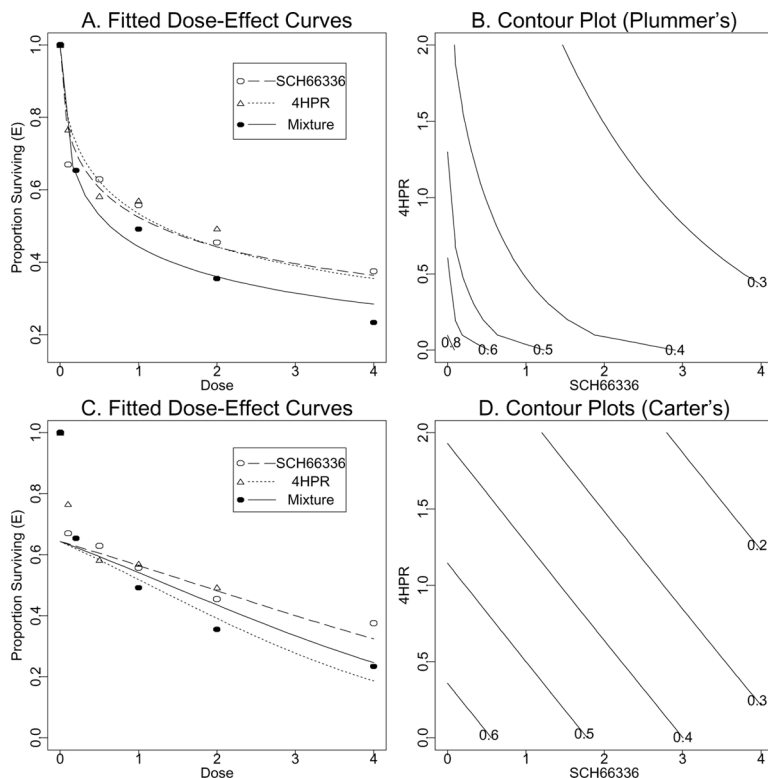 A. Fitted Dose-Effect Curves
Proportion Surviving (E)
1.0
0.8
0.6
0.4
0.2
SCH66336
4HPR
Mixture
0
1
2
3
4
Dose
B. Contour Plot (Plummer's)
4HPR
2.0
1.5
1.0
0.5
0.0
0.8
0.6
0.5
0.4
0.3
0
1
2
3
4
SCH66336
C. Fitted Dose-Effect Curves
Proportion Surviving (E)
1.0
0.8
0.6
0.4
0.2
0.0
SCH66336
4HPR
Mixture
0
1
2
3
4
Dose
D. Contour Plots (Carter's)
4HPR
2.0
1.5
1.0
0.5
0.0
0.6
0.5
0.4
0.3
0.2
0
1
2
3
4
SCH66336